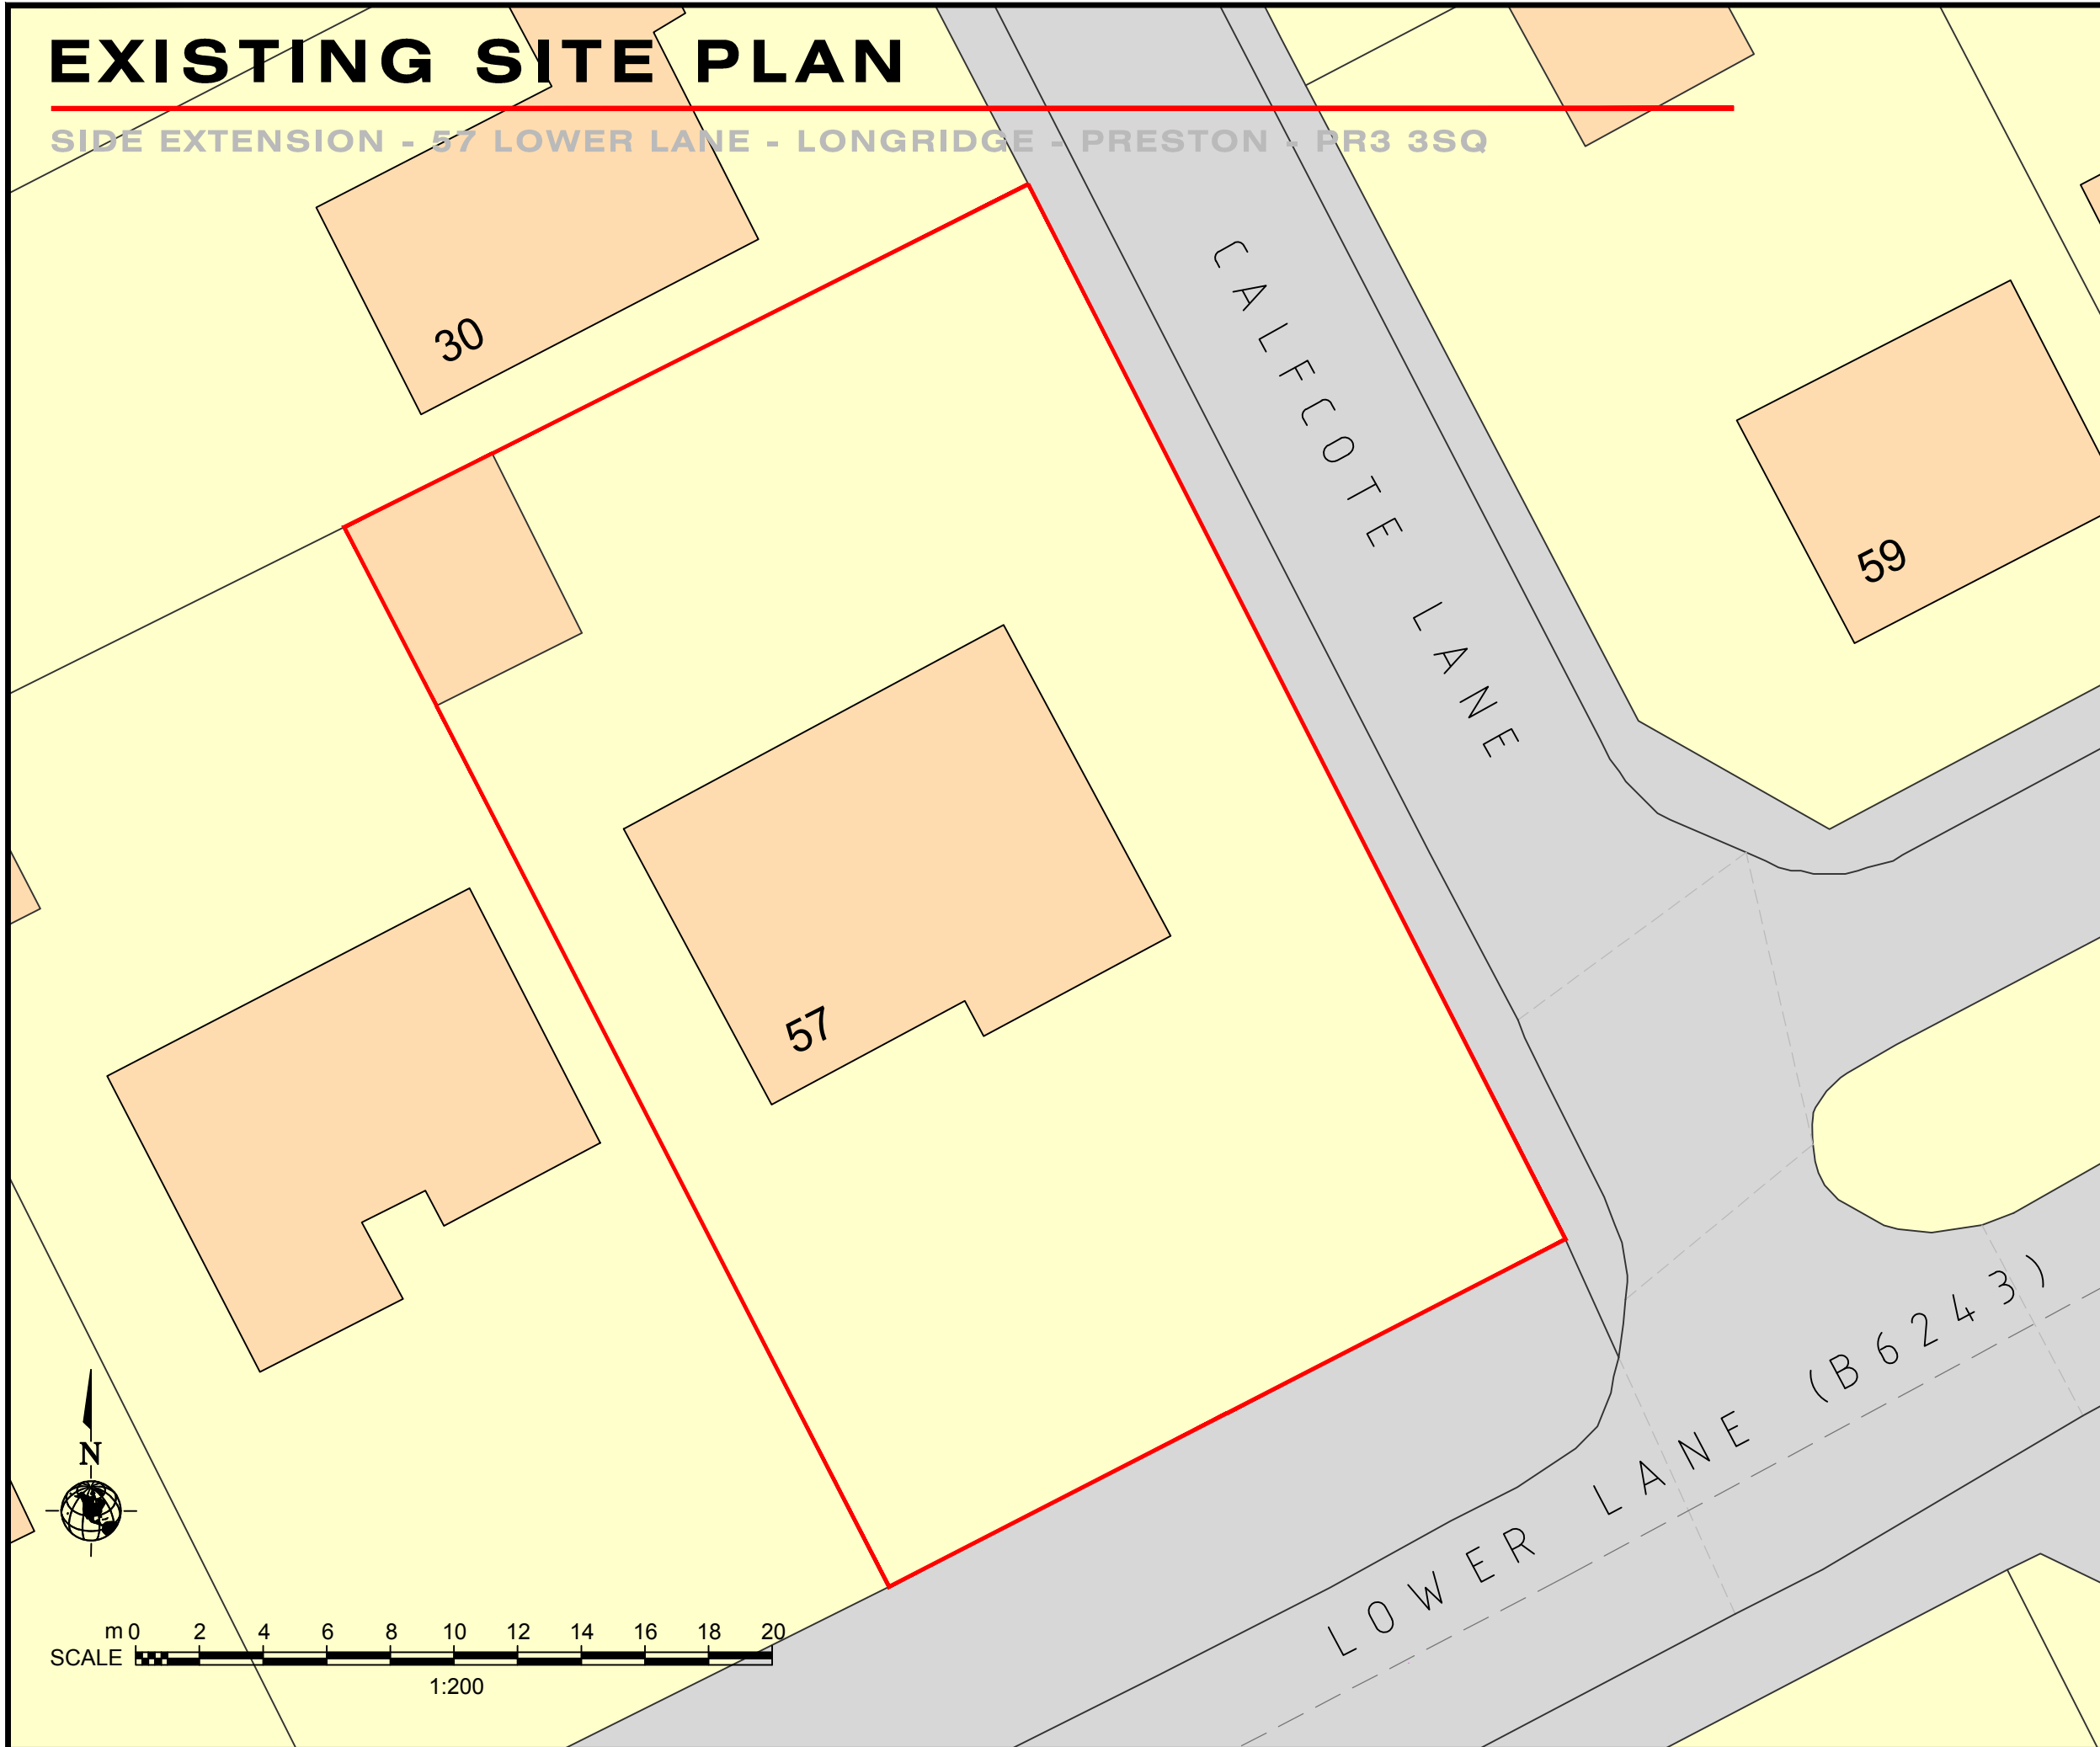 EXISTING SITE PLAN
SIDE EXTENSION - 57 LOWER LANE - LONGRIDGE - PRESTON - PR3 3SQ
CALFCOTE LANE
30
59
57
LOWER LANE (B6243)
N
m 0 2 4 6 8 10 12 14 16 18 20
SCALE
1:200